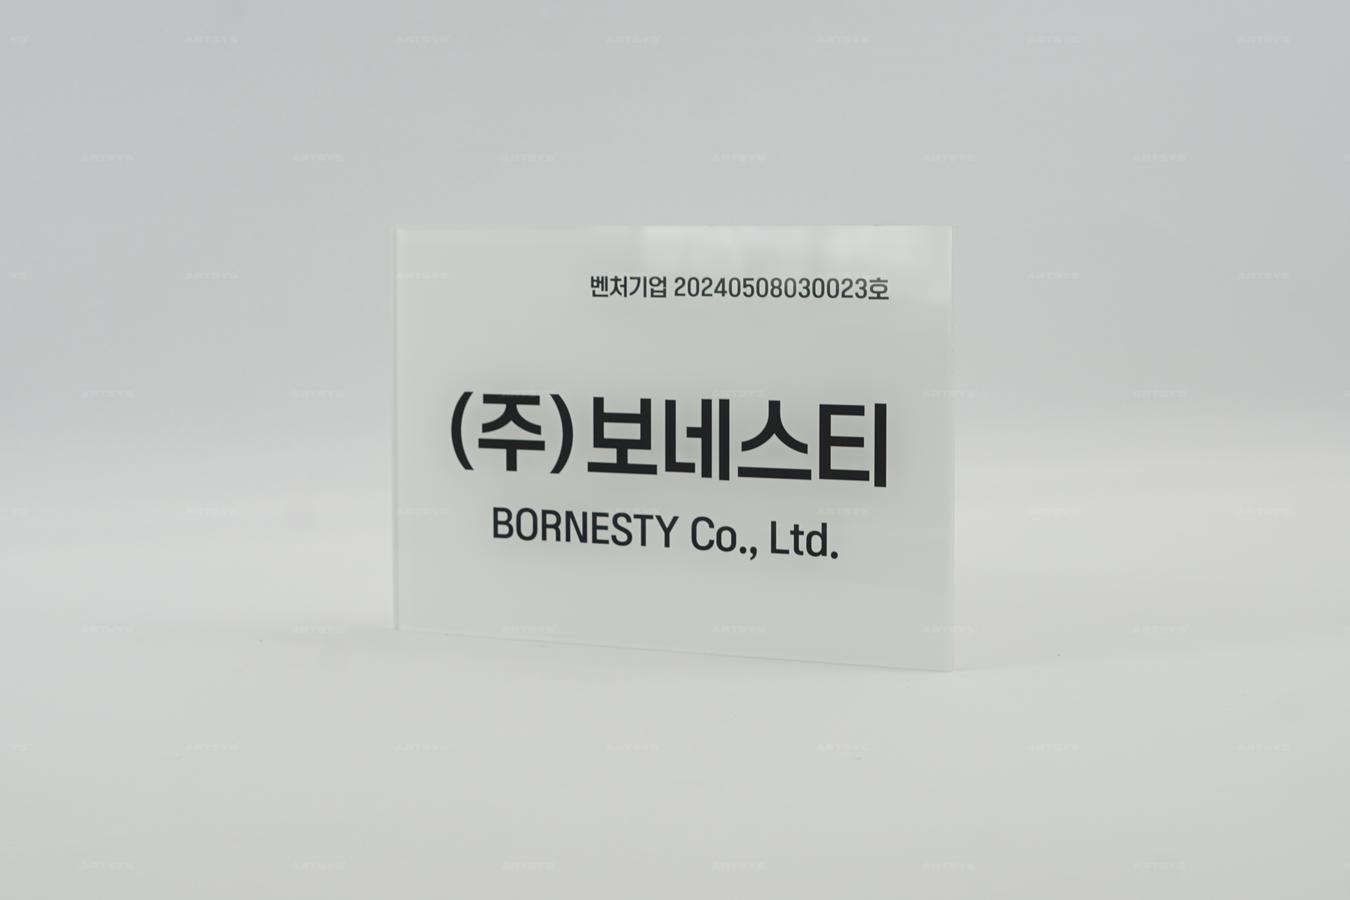 벤처기업 20240508030023호
(주)보네스티
BORNESTY Co., Ltd.
ARTSYS